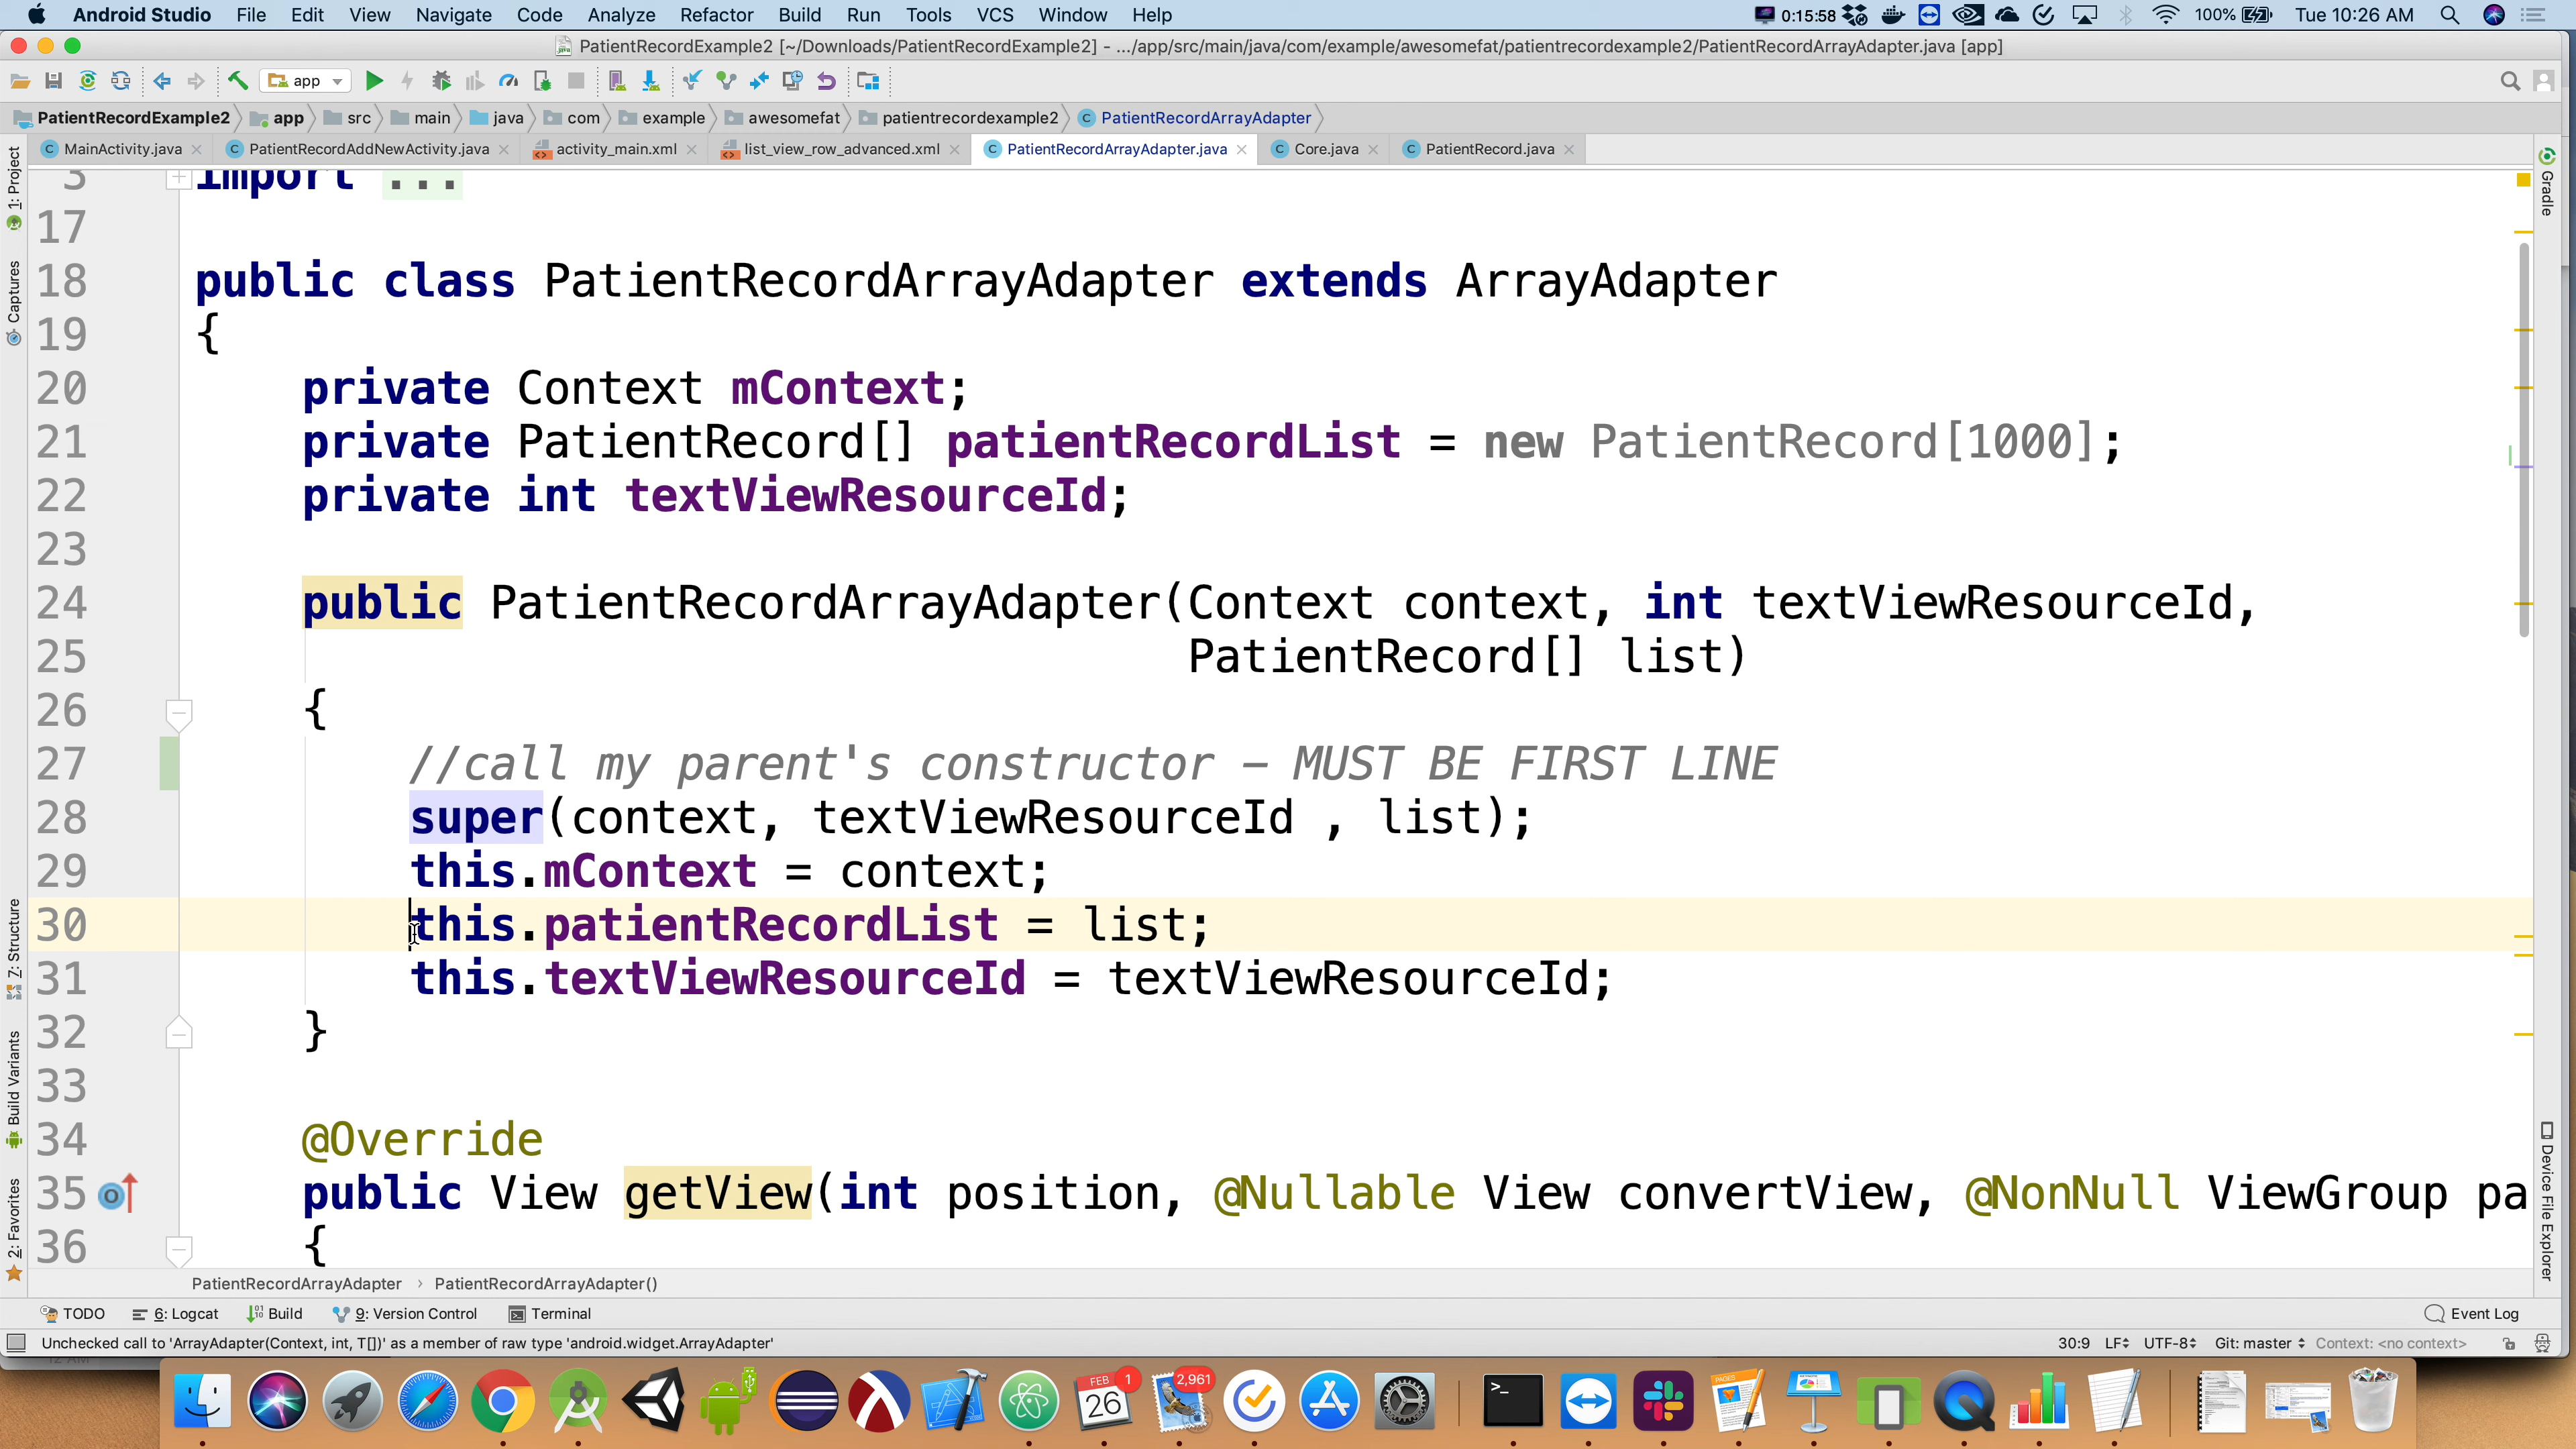 Android Studio File Edit View Navigate Code Analyze Refactor Build Run Tools VCS Window Help 0:15:58 100% Tue 10:26 AM
PatientRecordExample2 [~/Downloads/PatientRecordExample2] - .../app/src/main/java/com/example/awesomefat/patientrecordexample2/PatientRecordArrayAdapter.java [app]
app
PatientRecordExample2 app src main java com example awesomefat patientrecordexample2 PatientRecordArrayAdapter
MainActivity.java PatientRecordAddNewActivity.java activity_main.xml list_view_row_advanced.xml PatientRecordArrayAdapter.java Core.java PatientRecord.java
1: Project
Captures
7: Structure
Build Variants
2: Favorites
3 import ...
17
18 public class PatientRecordArrayAdapter extends ArrayAdapter
19 {
20 private Context mContext;
21 private PatientRecord[] patientRecordList = new PatientRecord[1000];
22 private int textViewResourceId;
23
24 public PatientRecordArrayAdapter(Context context, int textViewResourceId,
25 PatientRecord[] list)
26 {
27 //call my parent's constructor – MUST BE FIRST LINE
28 super(context, textViewResourceId , list);
29 this.mContext = context;
30 this.patientRecordList = list;
31 this.textViewResourceId = textViewResourceId;
32 }
33
34 @Override
35 public View getView(int position, @Nullable View convertView, @NonNull ViewGroup pa
36 {
Gradle
Device File Explorer
PatientRecordArrayAdapter › PatientRecordArrayAdapter()
TODO 6: Logcat Build 9: Version Control Terminal Event Log
Unchecked call to 'ArrayAdapter(Context, int, T[])' as a member of raw type 'android.widget.ArrayAdapter' 30:9 LF UTF-8 Git: master Context: <no context>
12 AM
FEB 26 1 2,961 PAGES